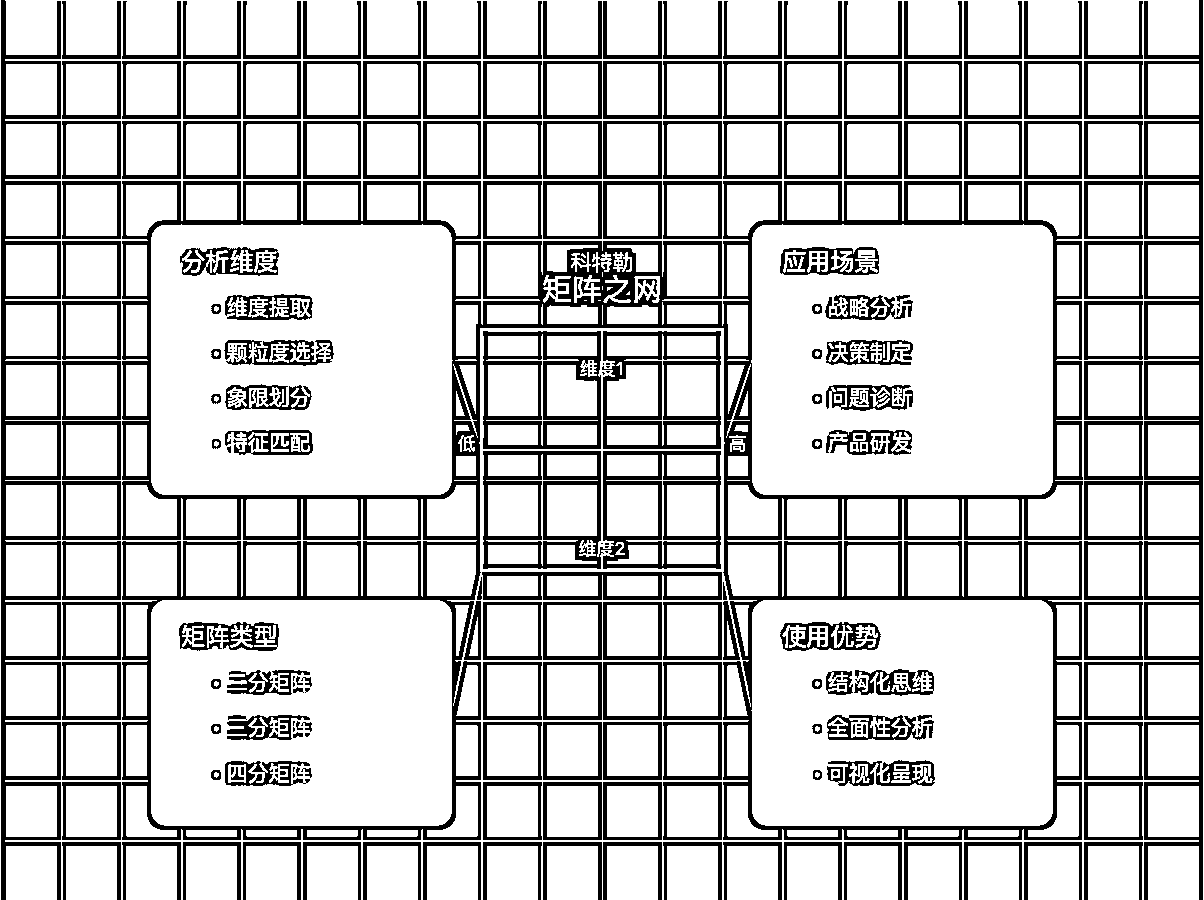 科特勒
矩阵之网
分析维度
维度提取
颗粒度选择
象限划分
特征匹配
维度1
低
高
维度2
应用场景
战略分析
决策制定
问题诊断
产品研发
矩阵类型
二分矩阵
三分矩阵
四分矩阵
使用优势
结构化思维
全面性分析
可视化呈现